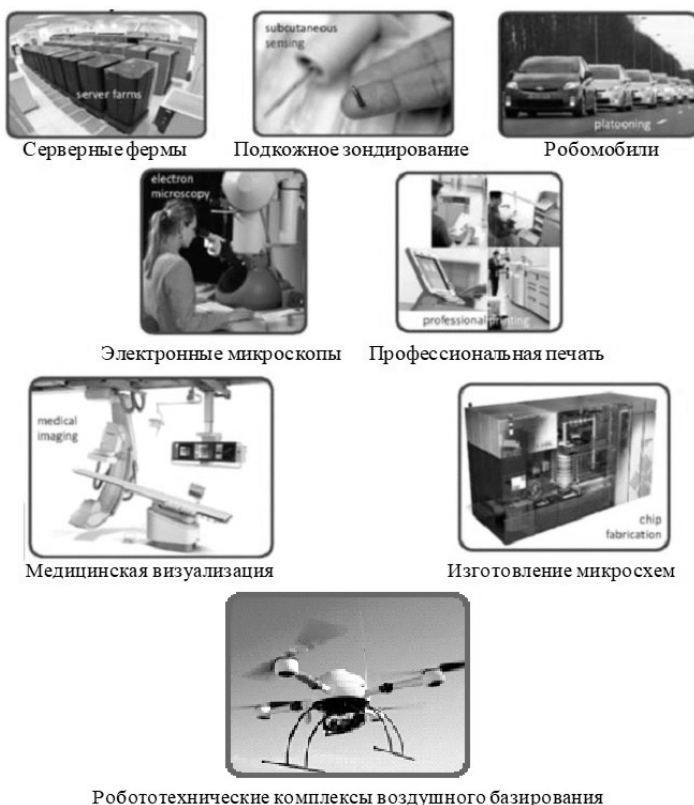 server farms
subcutaneous
sensing
platooning
Серверные фермы Подкожное зондирование Робомобили
electron
microscopy
professional printing
Электронные микроскопы Профессиональная печать
medical
imaging
chip
fabrication
Медицинская визуализация Изготовление микросхем
Робототехнические комплексы воздушного базирования